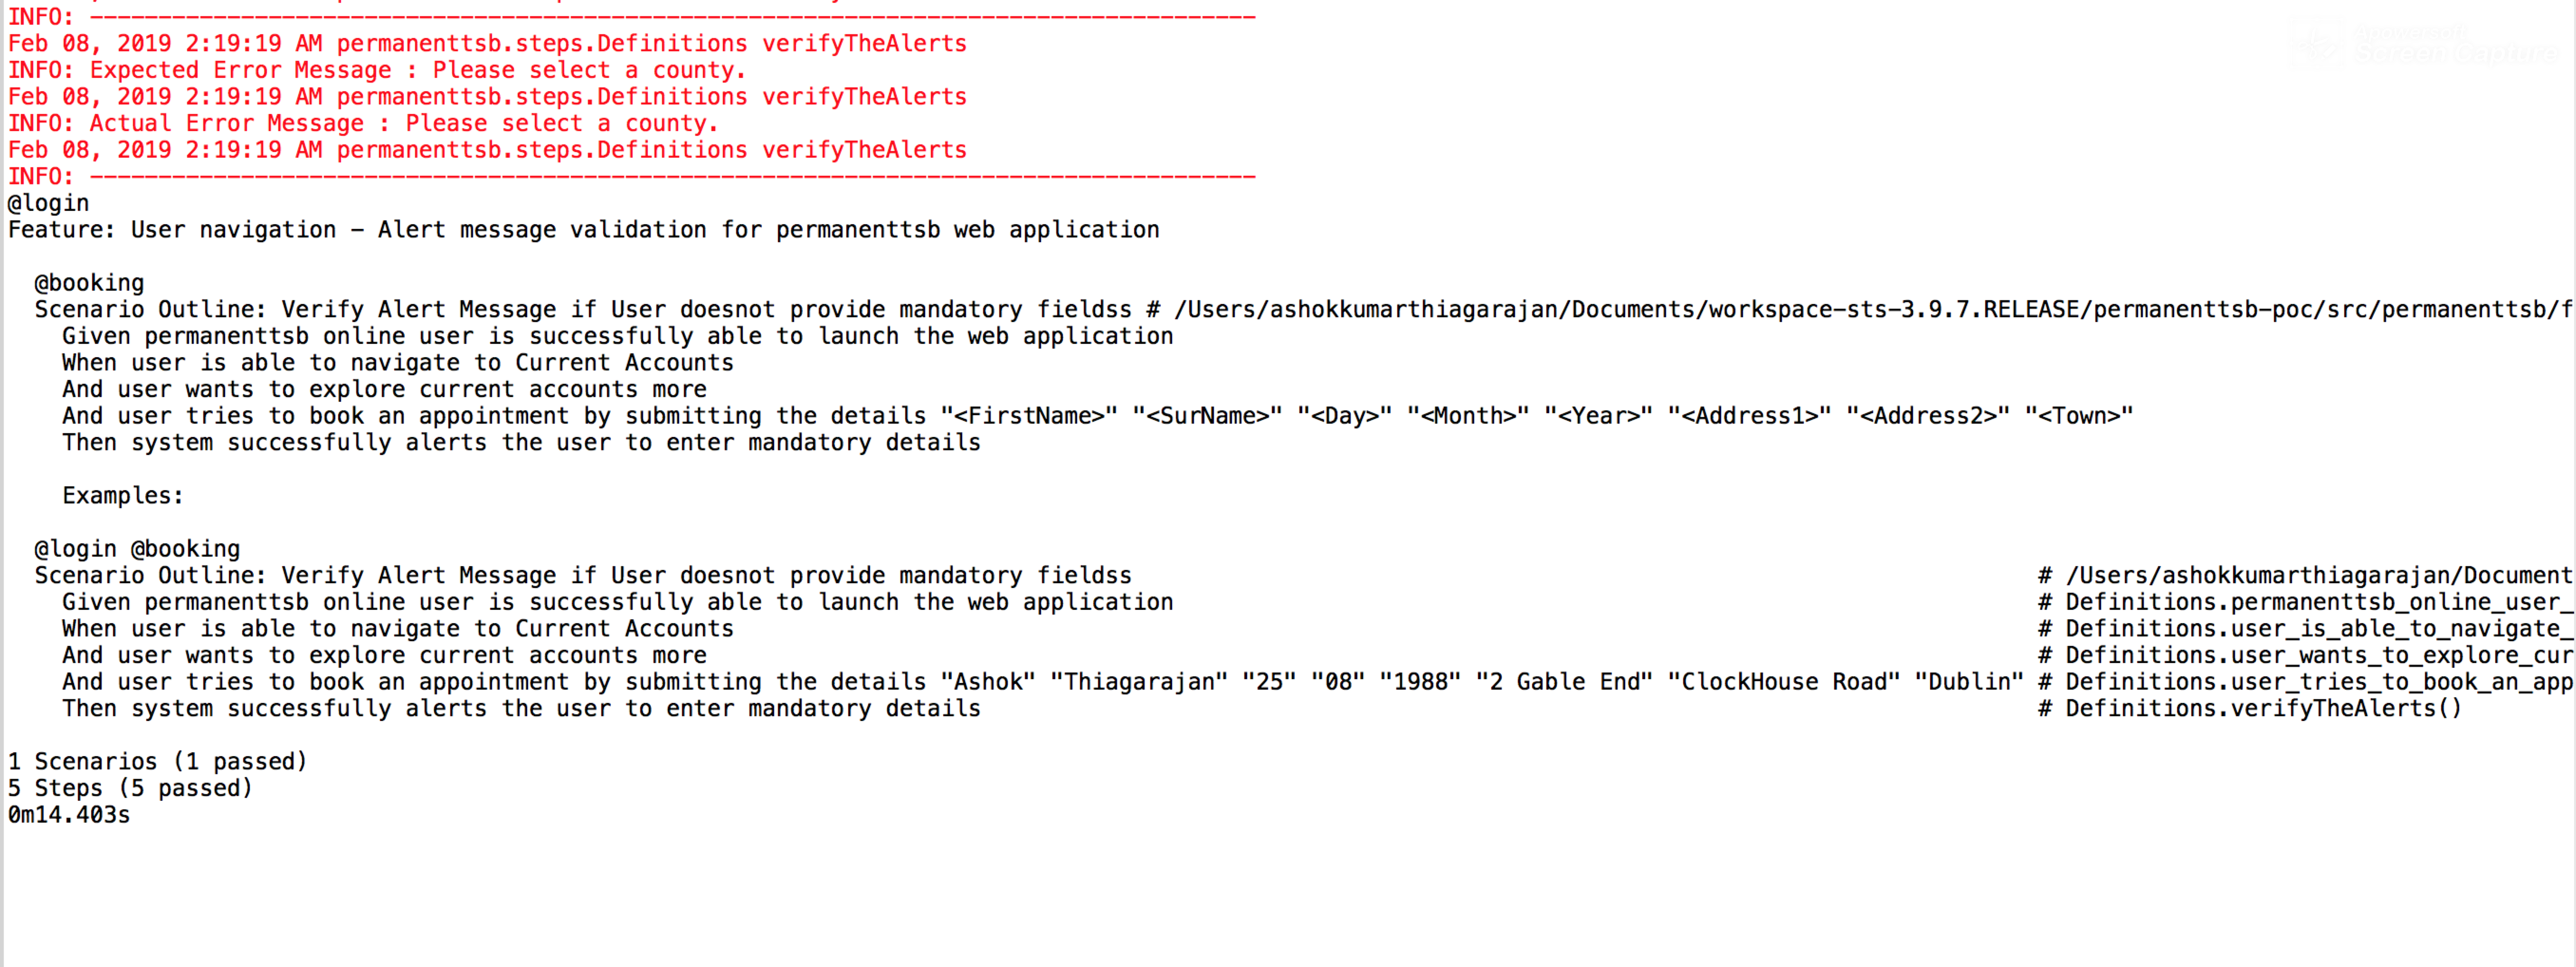 INFO: -------------------------------------------------------------------------------------
Feb 08, 2019 2:19:19 AM permanenttsb.steps.Definitions verifyTheAlerts
INFO: Expected Error Message : Please select a county.
Feb 08, 2019 2:19:19 AM permanenttsb.steps.Definitions verifyTheAlerts
INFO: Actual Error Message : Please select a county.
Feb 08, 2019 2:19:19 AM permanenttsb.steps.Definitions verifyTheAlerts
INFO: -------------------------------------------------------------------------------------
@login
Feature: User navigation - Alert message validation for permanenttsb web application
@booking
Scenario Outline: Verify Alert Message if User doesnot provide mandatory fieldss # /Users/ashokkumarthiagarajan/Documents/workspace-sts-3.9.7.RELEASE/permanenttsb-poc/src/permanenttsb/f
Given permanenttsb online user is successfully able to launch the web application
When user is able to navigate to Current Accounts
And user wants to explore current accounts more
And user tries to book an appointment by submitting the details "<FirstName>" "<SurName>" "<Day>" "<Month>" "<Year>" "<Address1>" "<Address2>" "<Town>"
Then system successfully alerts the user to enter mandatory details
Examples:
@login @booking
Scenario Outline: Verify Alert Message if User doesnot provide mandatory fieldss # /Users/ashokkumarthiagarajan/Document
Given permanenttsb online user is successfully able to launch the web application # Definitions.permanenttsb_online_user_
When user is able to navigate to Current Accounts # Definitions.user_is_able_to_navigate_
And user wants to explore current accounts more # Definitions.user_wants_to_explore_cur
And user tries to book an appointment by submitting the details "Ashok" "Thiagarajan" "25" "08" "1988" "2 Gable End" "ClockHouse Road" "Dublin" # Definitions.user_tries_to_book_an_app
Then system successfully alerts the user to enter mandatory details # Definitions.verifyTheAlerts()
1 Scenarios (1 passed)
5 Steps (5 passed)
0m14.403s
Screen Capture